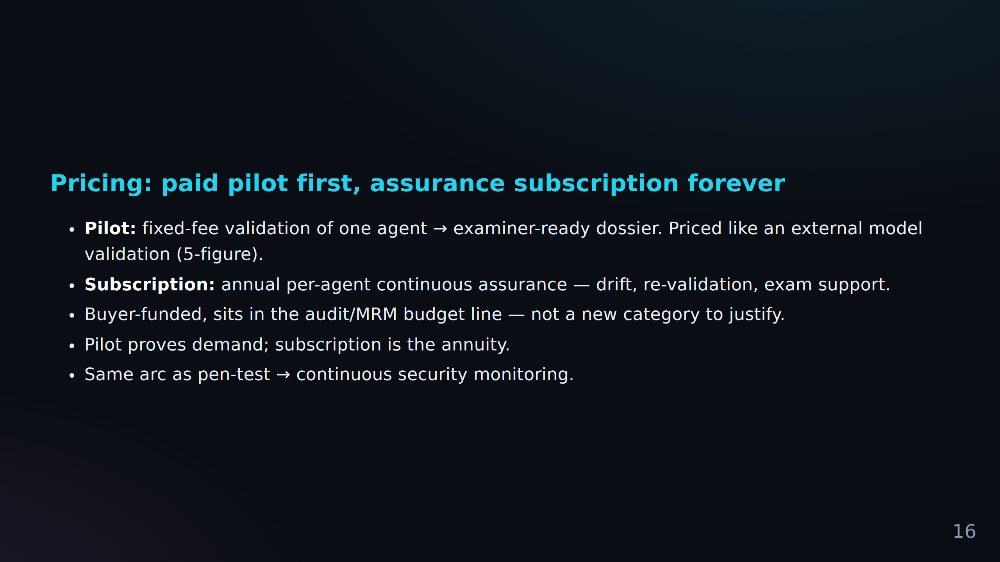 Pricing: paid pilot first, assurance subscription forever
• Pilot: fixed-fee validation of one agent → examiner-ready dossier. Priced like an external model
validation (5-figure).
• Subscription: annual per-agent continuous assurance — drift, re-validation, exam support.
• Buyer-funded, sits in the audit/MRM budget line — not a new category to justify.
• Pilot proves demand; subscription is the annuity.
• Same arc as pen-test → continuous security monitoring.
16